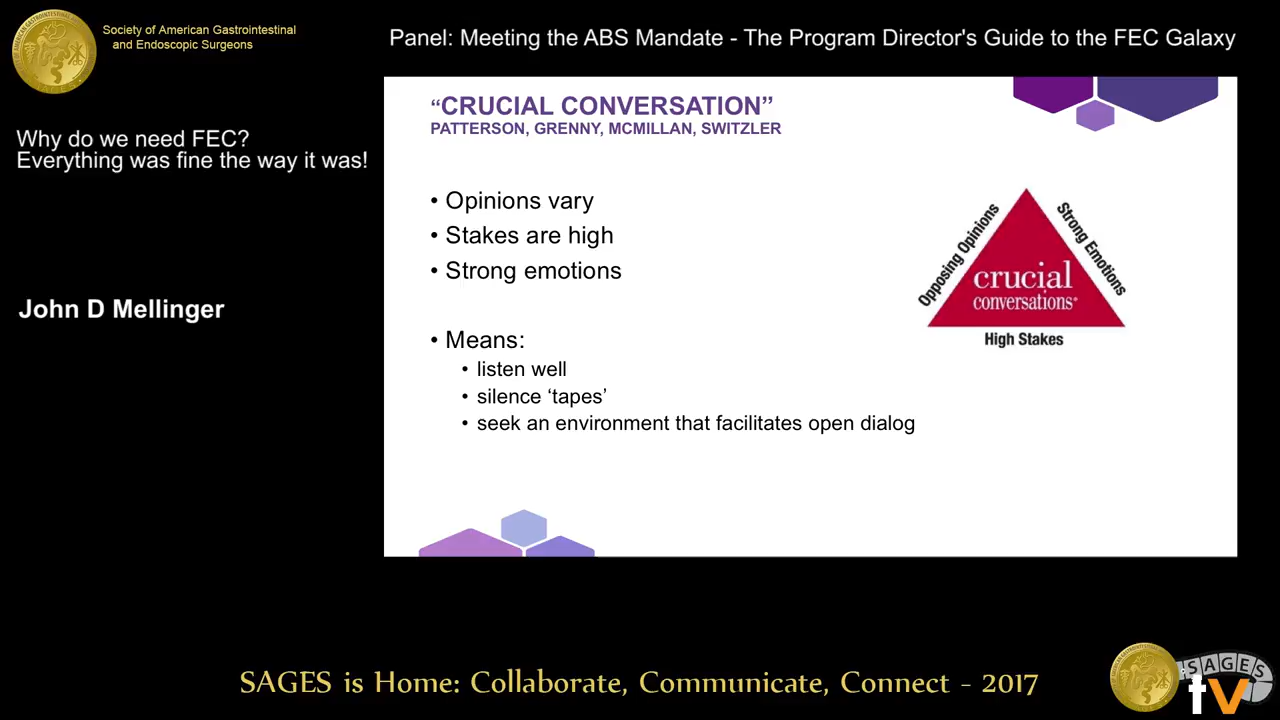 Society of American Gastrointestinal
and Endoscopic Surgeons
Panel: Meeting the ABS Mandate - The Program Director's Guide to the FEC Galaxy
Why do we need FEC?
Everything was fine the way it was!
John D Mellinger
“CRUCIAL CONVERSATION”
PATTERSON, GRENNY, MCMILLAN, SWITZLER
• Opinions vary
• Stakes are high
• Strong emotions
• Means:
• listen well
• silence ‘tapes’
• seek an environment that facilitates open dialog
Opposing Opinions
Strong Emotions
crucial
conversations®
High Stakes
SAGES is Home: Collaborate, Communicate, Connect - 2017
SAGES
tv